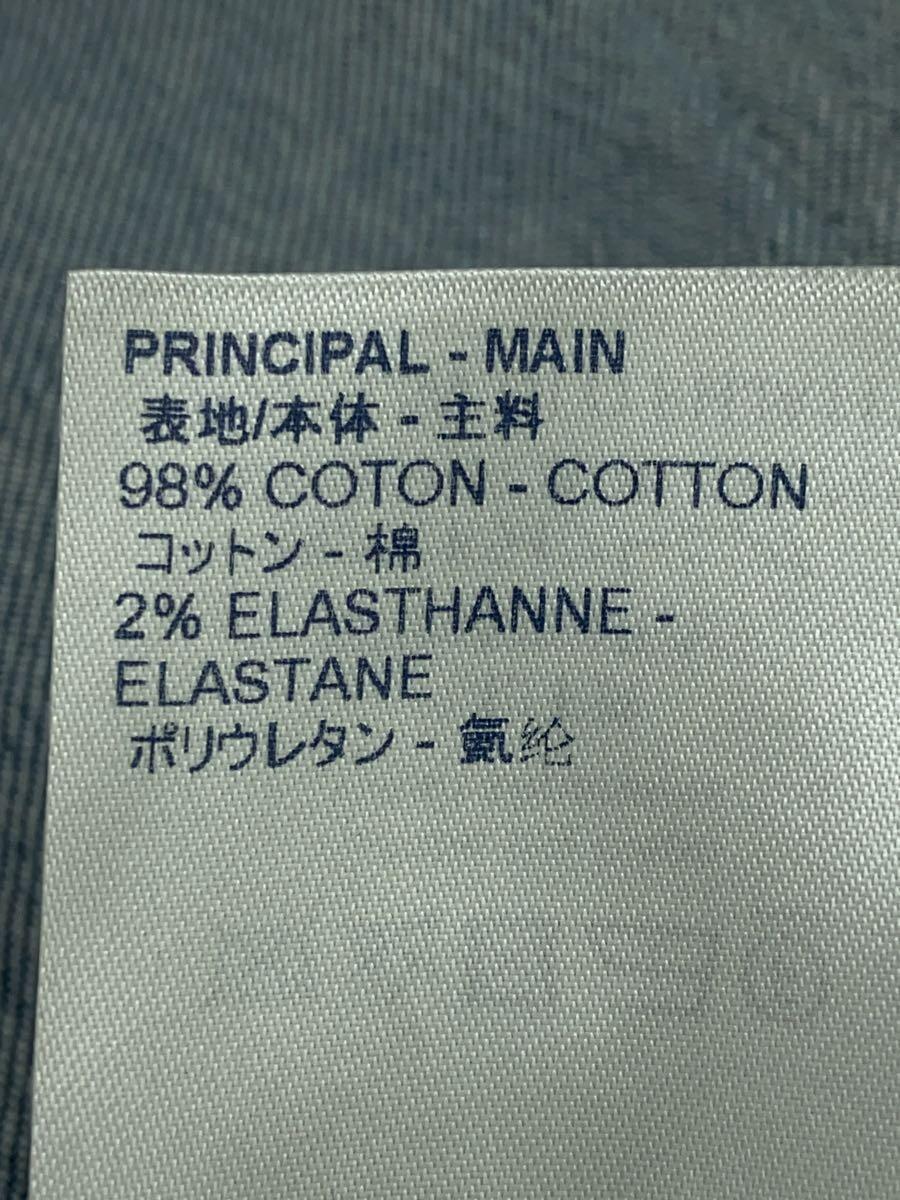 PRINCIPAL - MAIN
表地/本体 - 主料
98% COTON - COTTON
コットン - 棉
2% ELASTHANNE -
ELASTANE
ポリウレタン - 氨纶